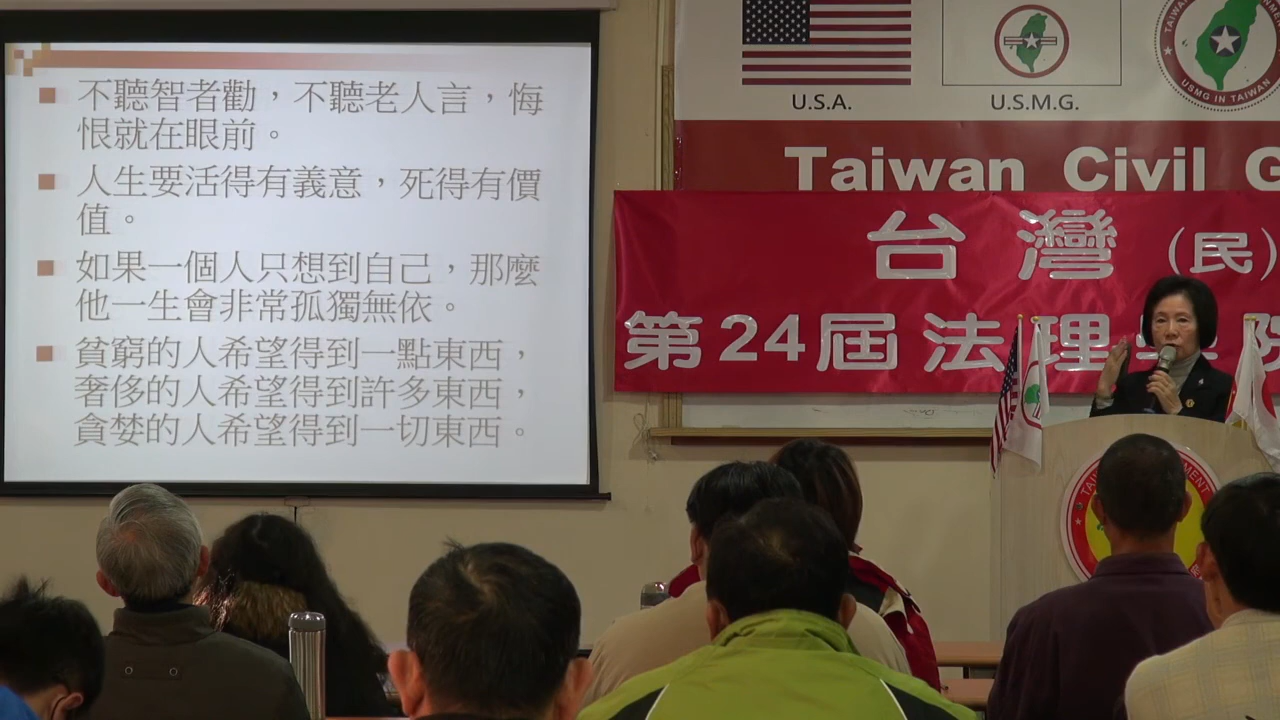 不聽智者勸，不聽老人言，悔
恨就在眼前。
人生要活得有義意，死得有價
值。
如果一個人只想到自己，那麼
他一生會非常孤獨無依。
貧窮的人希望得到一點東西，
奢侈的人希望得到許多東西，
貪婪的人希望得到一切東西。
U.S.A.
U.S.M.G.
USMG IN TAIWAN
Taiwan Civil G
台灣(民)
第24屆法理學院